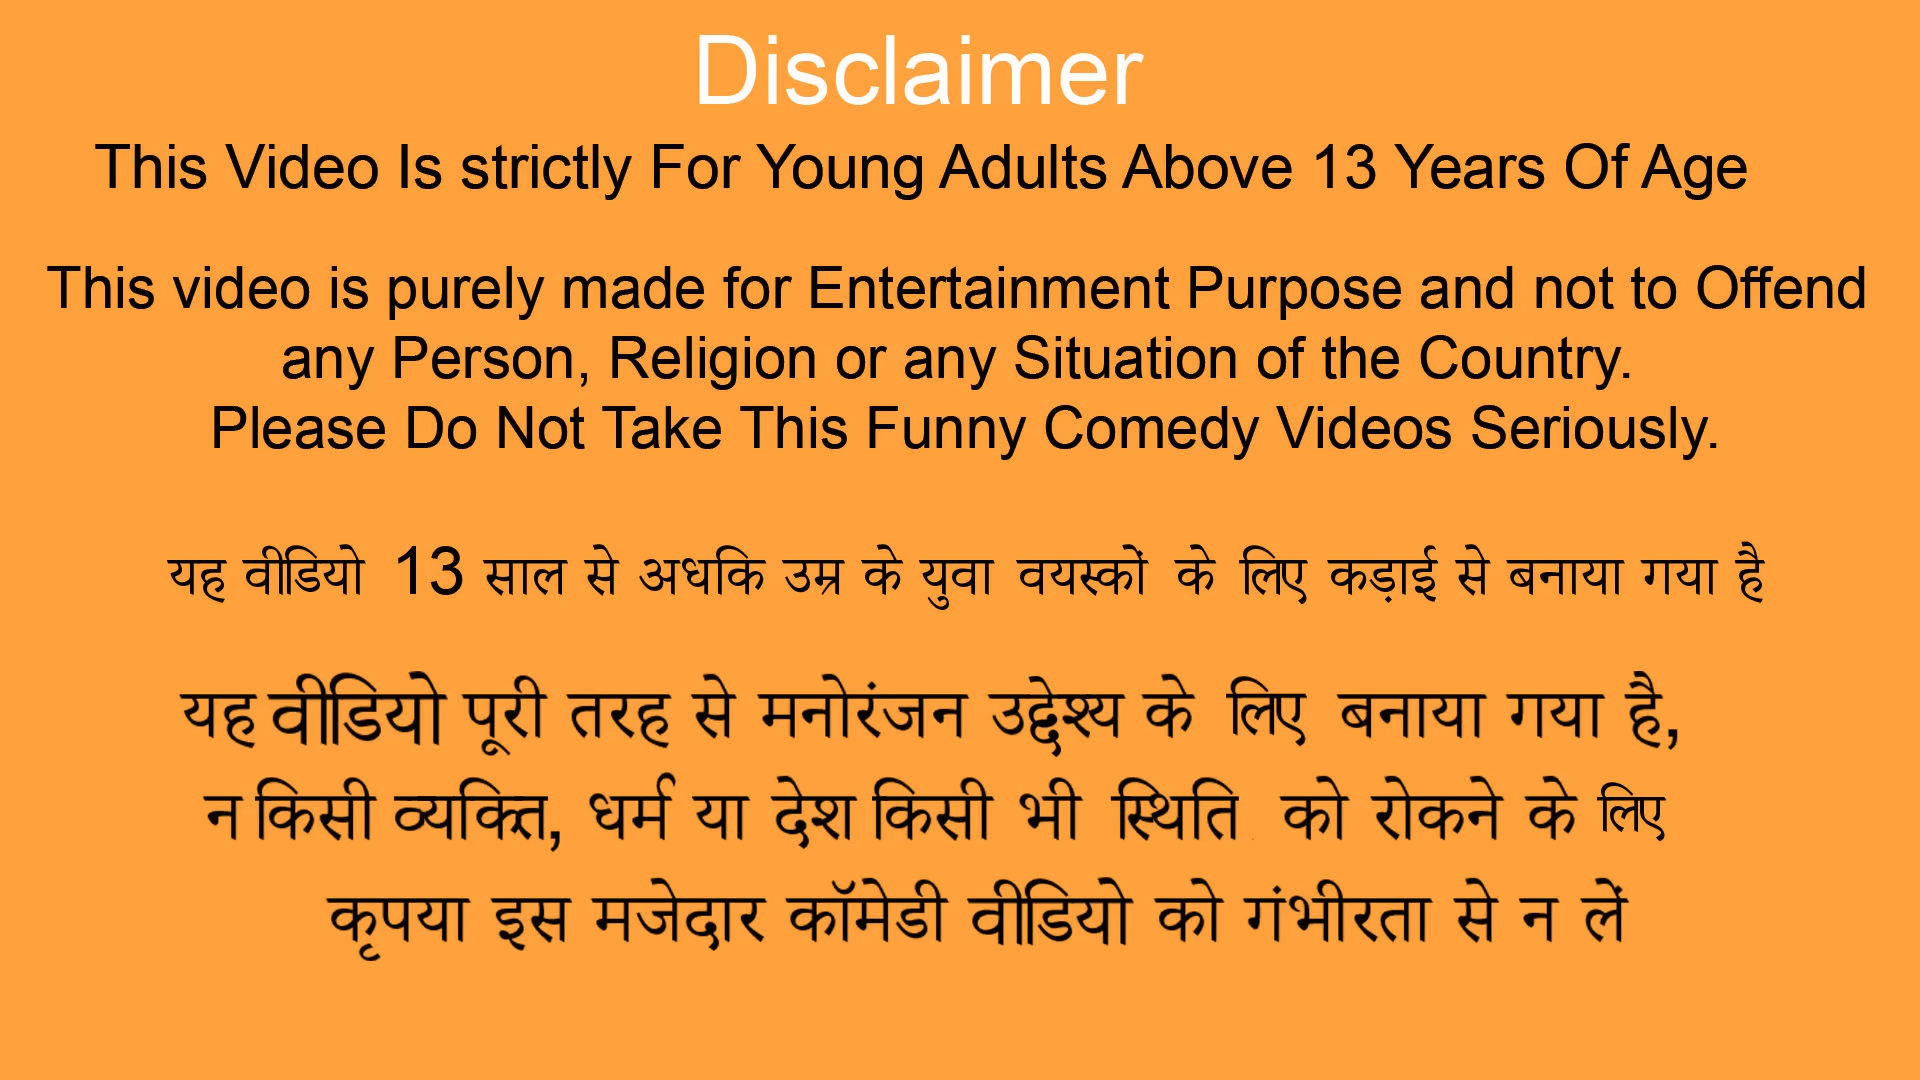 Disclaimer
This Video Is strictly For Young Adults Above 13 Years Of Age
This video is purely made for Entertainment Purpose and not to Offend
any Person, Religion or any Situation of the Country.
Please Do Not Take This Funny Comedy Videos Seriously.
यह वीडियो 13 साल से अधकि उम्र के युवा वयस्कों के लिए कड़ाई से बनाया गया है
यह वीडियो पूरी तरह से मनोरंजन उद्देश्य के लिए बनाया गया है,
न किसी व्यक्ति, धर्म या देश किसी भी स्थिति को रोकने के लिए
कृपया इस मजेदार कॉमेडी वीडियो को गंभीरता से न लें